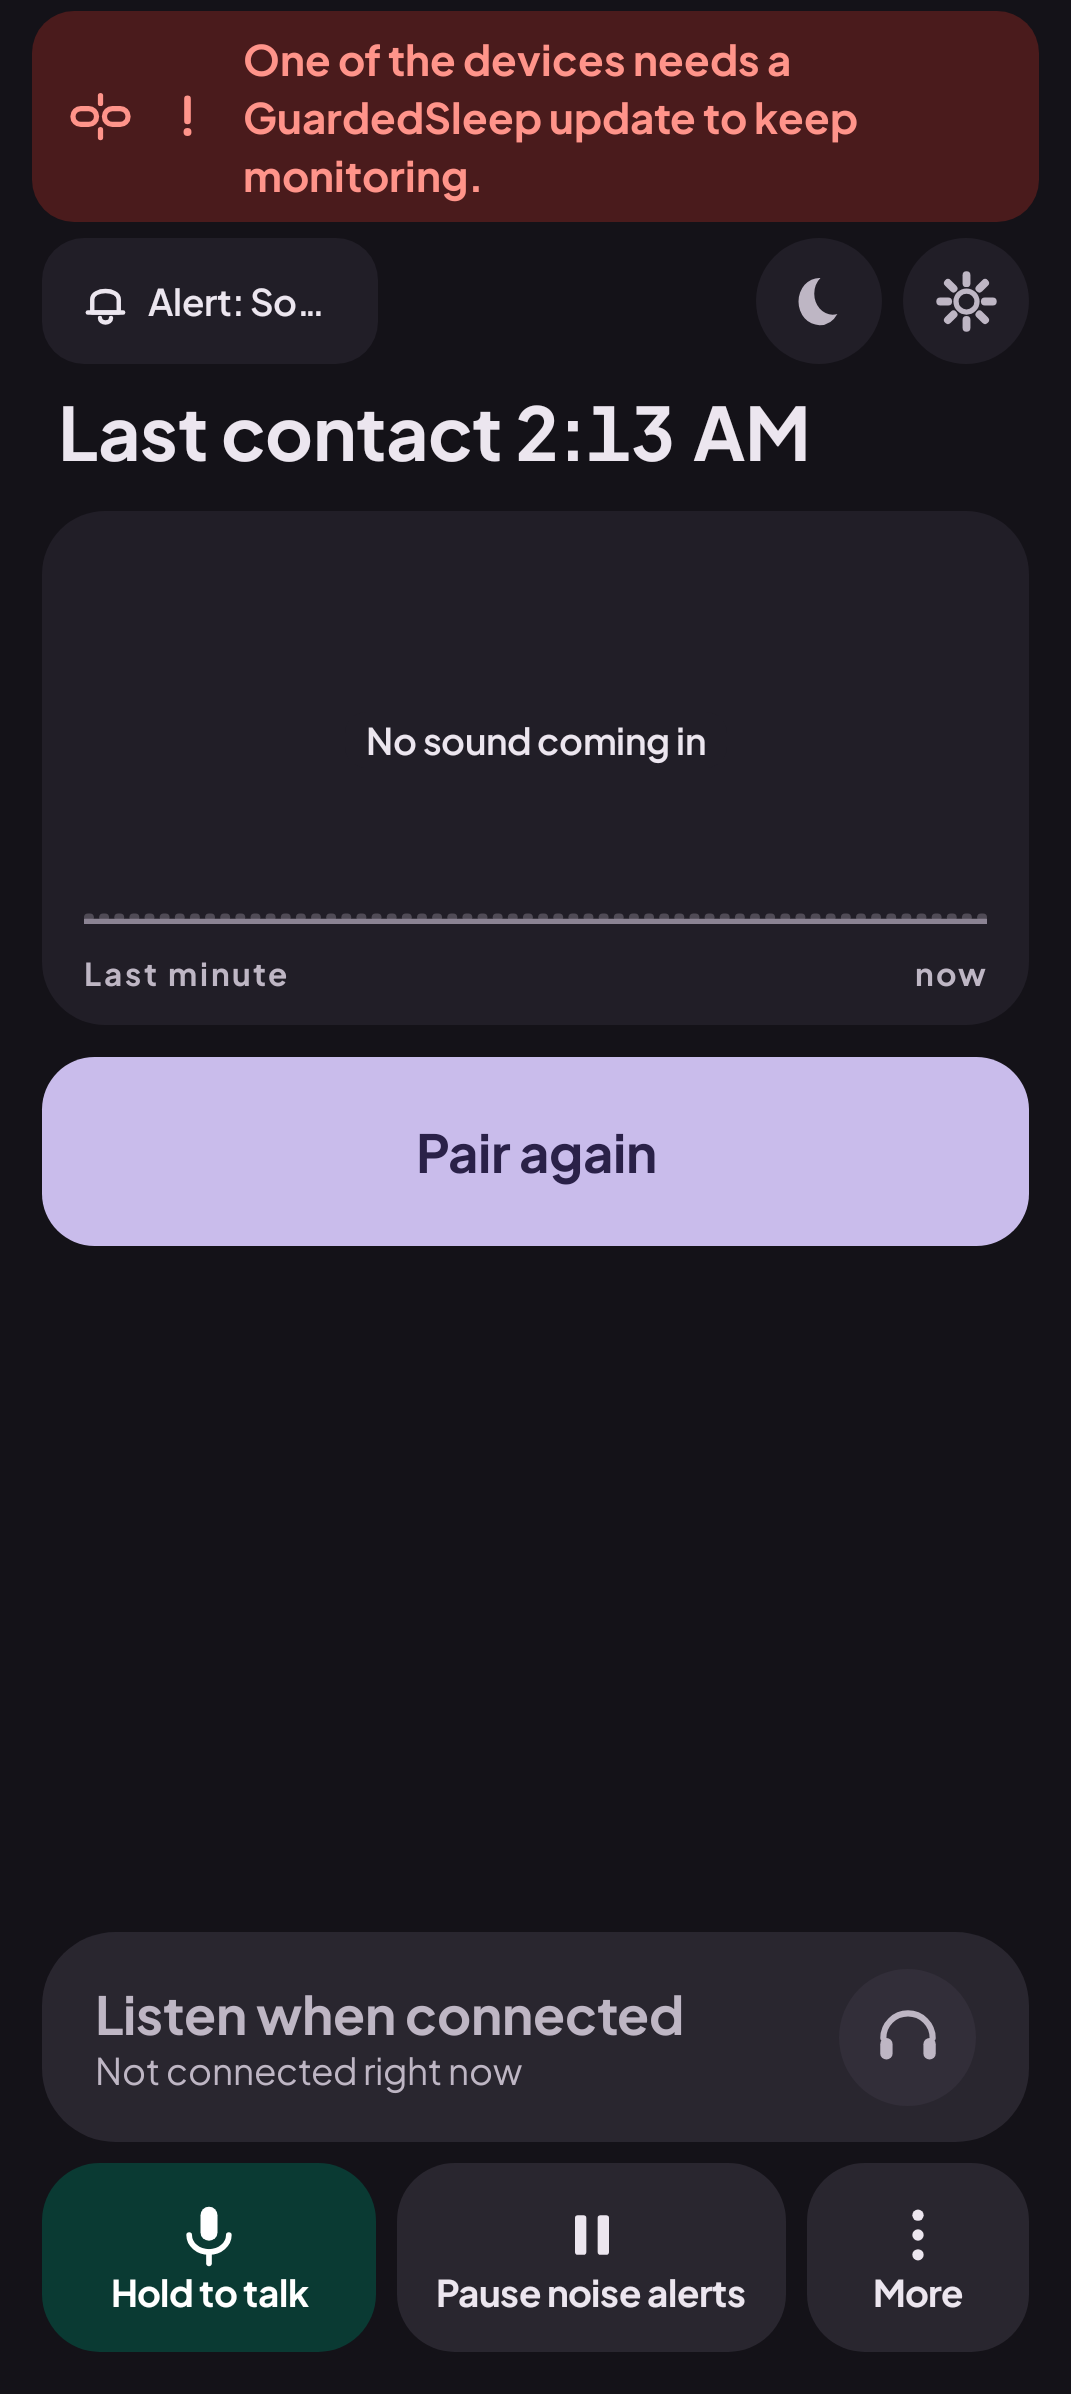 One of the devices needs a
GuardedSleep update to keep
monitoring.
Alert: So...
Last contact 2:13 AM
No sound coming in
Last minute
now
Pair again
Listen when connected
Not connected right now
Hold to talk
Pause noise alerts
More